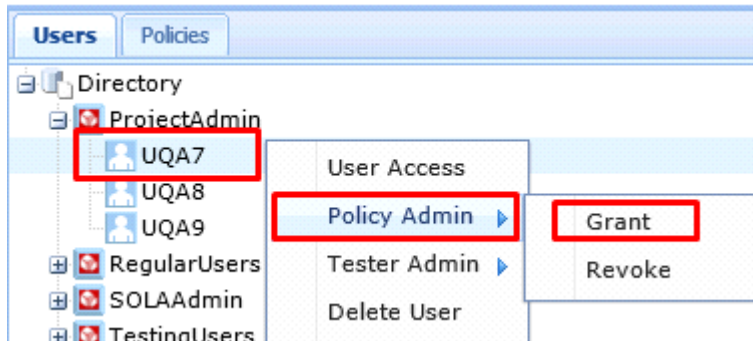 Users Policies
Directory
ProjectAdmin
UQA7
User Access
UQA8
Policy Admin
Grant
UQA9
RegularUsers
Tester Admin
Revoke
SOLAAdmin
Delete User
TestingUsers